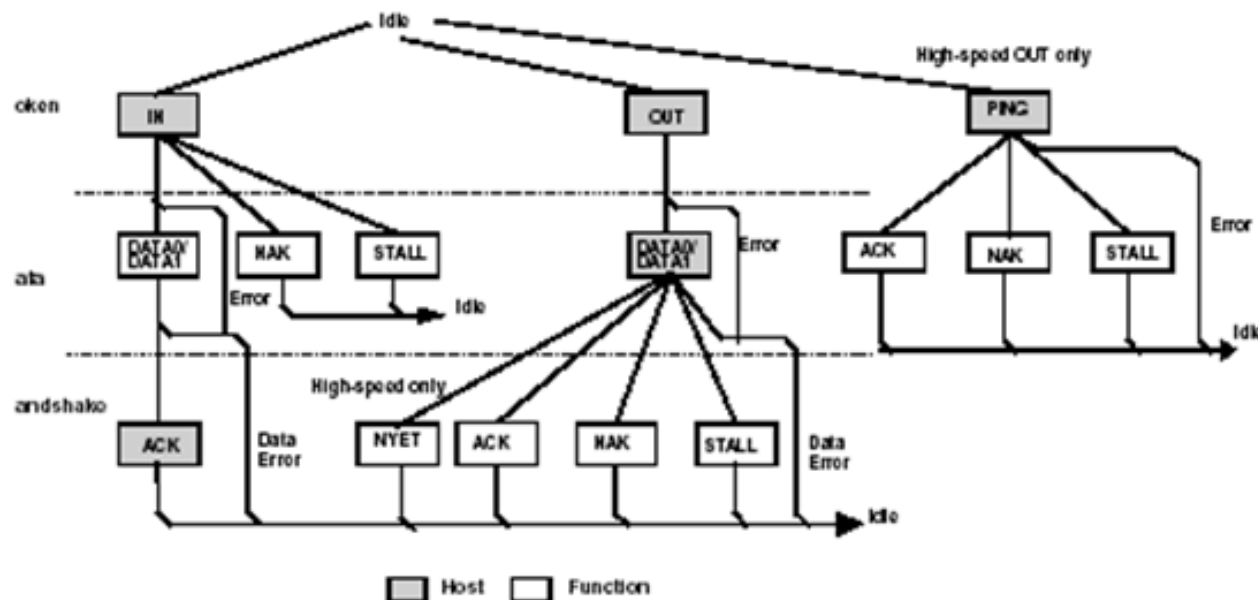 Idle
High-speed OUT only
oken
IN
OUT
PING
DATA0/
DATA1
NAK
STALL
DATA0/
DATA1
Error
ACK
NAK
STALL
Error
ata
Error
Idle
Idle
High-speed only
andshake
ACK
Data
Error
NYET
ACK
NAK
STALL
Data
Error
Idle
Host
Function